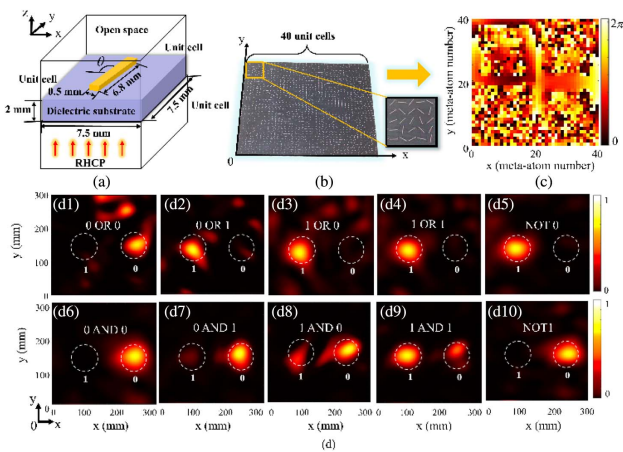 z
y
x
Open space
Unit cell
θ
Unit cell
6.8 mm
0.5 mm
Unit cell
2 mm
Dielectric substrate
7.5 mm
7.5 mm
RHCP
(a)
y
40 unit cells
0
x
(b)
40
20
0
y (meta-atom number)
0
20
40
x (meta-atom number)
2π
0
(c)
(d1) 0 OR 0
1 0
(d2) 0 OR 1
1 0
(d3) 1 OR 0
1 0
(d4) 1 OR 1
1 0
(d5) NOT 0
1 0
300
200
100
0
y (mm)
1
0
(d6) 0 AND 0
1 0
(d7) 0 AND 1
1 0
(d8) 1 AND 0
1 0
(d9) 1 AND 1
1 0
(d10) NOT1
1 0
300
200
100
0
y (mm)
1
0
0 100 200 300
0 100 200 300
0 100 200 300
0 100 200 300
0 100 200 300
x (mm)
x (mm)
x (mm)
x (mm)
x (mm)
y
0
x
(d)